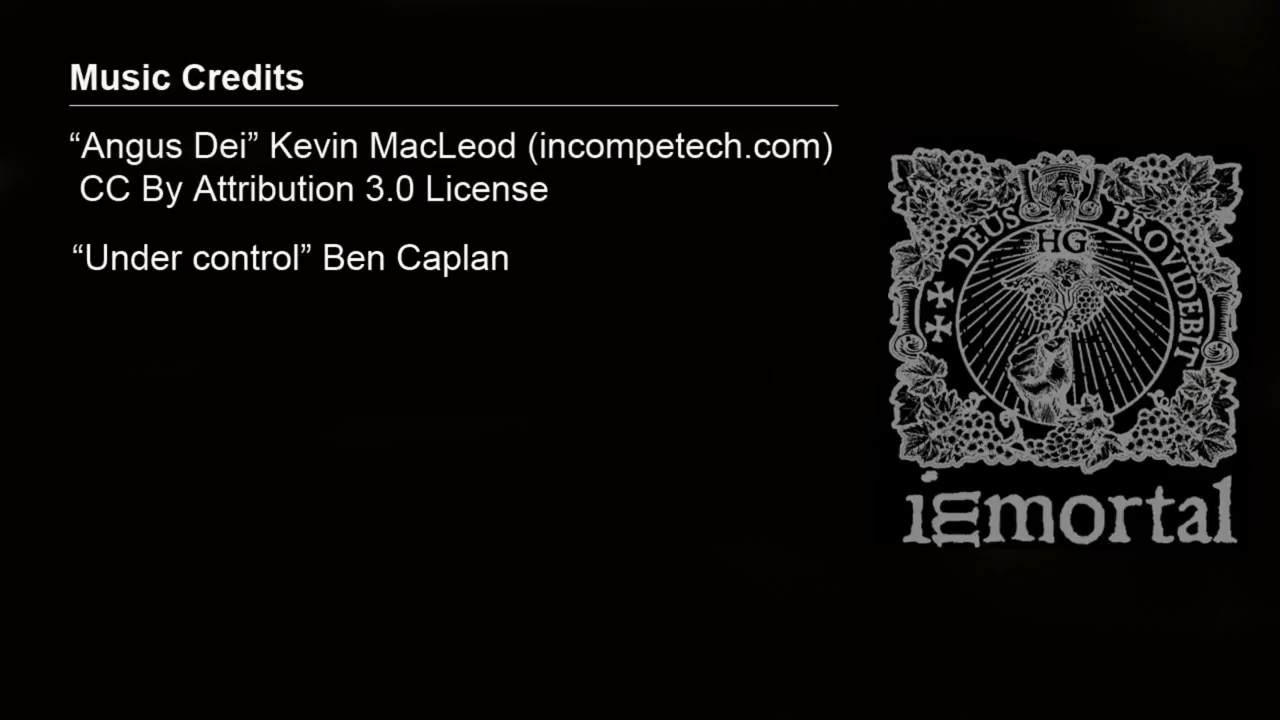 Music Credits
“Angus Dei” Kevin MacLeod (incompetech.com)
CC By Attribution 3.0 License
“Under control” Ben Caplan
DEUS PROVIDEBIT
HG
immortal